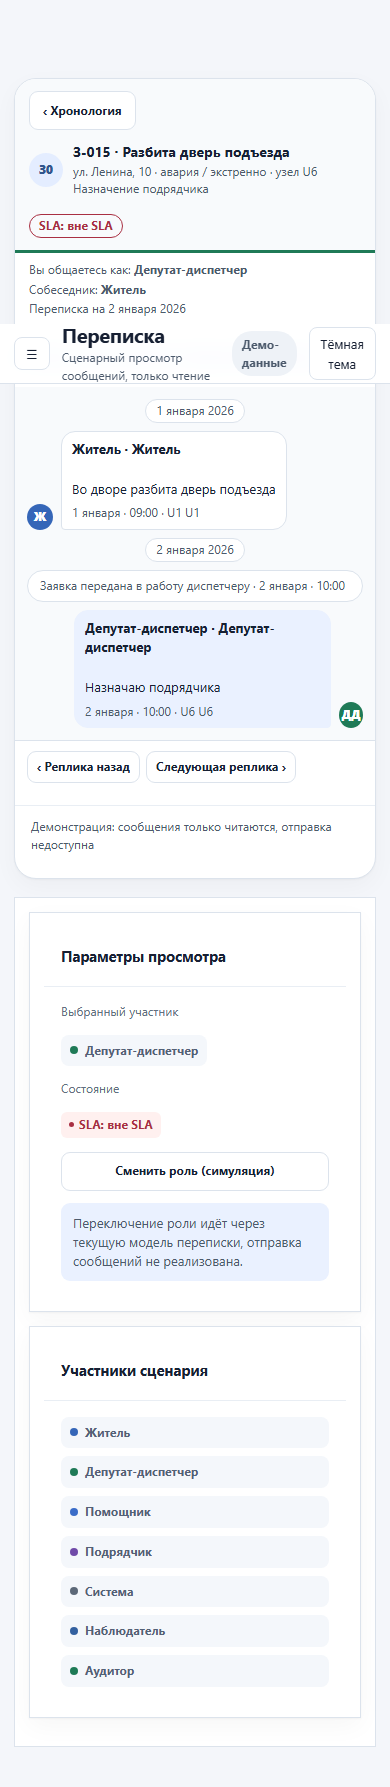 ‹ Хронология
30
3-015 · Разбита дверь подъезда
ул. Ленина, 10 · авария / экстренно · узел U6
Назначение подрядчика
SLA: вне SLA
Вы общаетесь как: Депутат-диспетчер
Собеседник: Житель
Переписка на 2 января 2026
☰
Переписка
Сценарный просмотр
сообщений, только чтение
Демо-
данные
Тёмная
тема
1 января 2026
Житель · Житель
Во дворе разбита дверь подъезда
1 января · 09:00 · U1 U1
Ж
2 января 2026
Заявка передана в работу диспетчеру · 2 января · 10:00
Депутат-диспетчер · Депутат-
диспетчер
Назначаю подрядчика
2 января · 10:00 · U6 U6
ДД
‹ Реплика назад
Следующая реплика ›
Демонстрация: сообщения только читаются, отправка
недоступна
Параметры просмотра
Выбранный участник
Депутат-диспетчер
Состояние
SLA: вне SLA
Сменить роль (симуляция)
Переключение роли идёт через
текущую модель переписки, отправка
сообщений не реализована.
Участники сценария
Житель
Депутат-диспетчер
Помощник
Подрядчик
Система
Наблюдатель
Аудитор